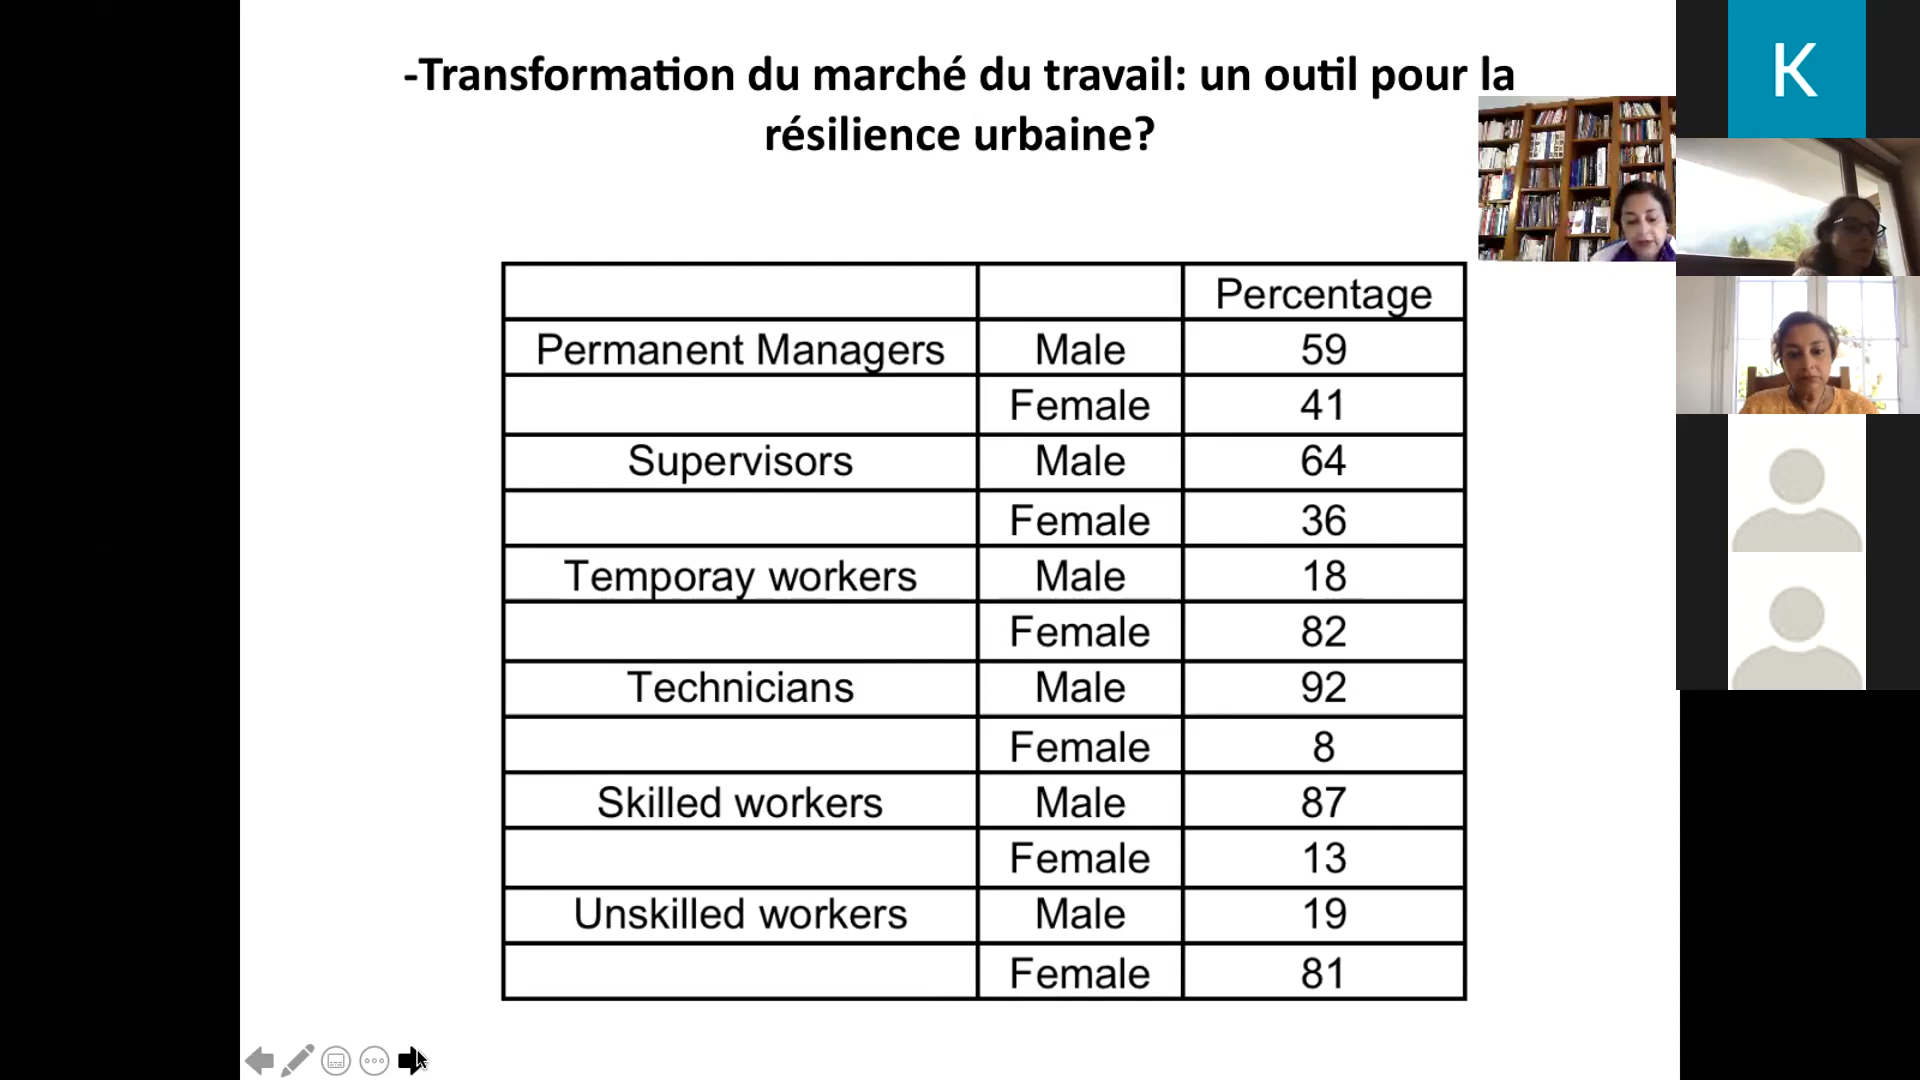 -Transformation du marché du travail: un outil pour la
résilience urbaine?
K
Percentage
Permanent Managers Male 59
Female 41
Supervisors Male 64
Female 36
Temporay workers Male 18
Female 82
Technicians Male 92
Female 8
Skilled workers Male 87
Female 13
Unskilled workers Male 19
Female 81